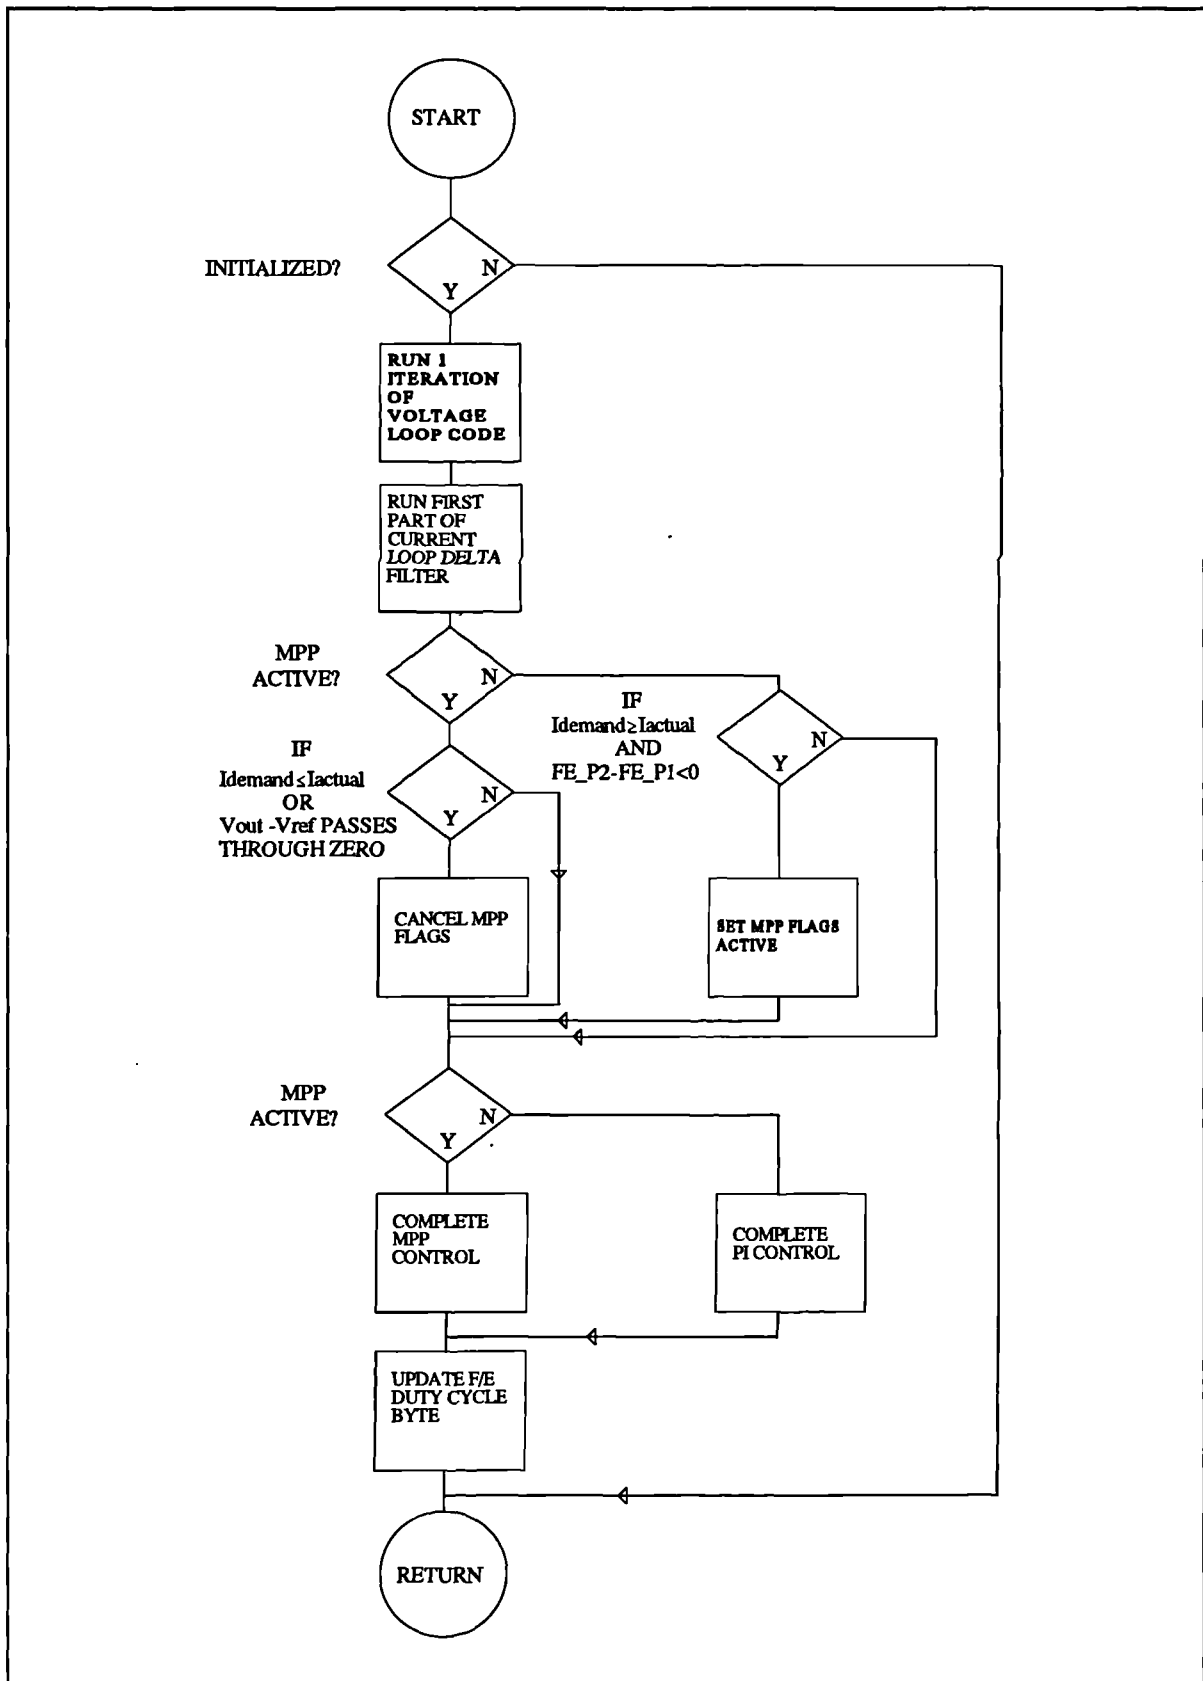 START
INITIALIZED?
N
Y
RUN 1
ITERATION
OF
VOLTAGE
LOOP CODE
RUN FIRST
PART OF
CURRENT
LOOP DELTA
FILTER
MPP
ACTIVE?
N
Y
IF
Idemand≥Iactual
AND
FE_P2-FE_P1<0
N
Y
IF
Idemand≤Iactual
OR
Vout -Vref PASSES
THROUGH ZERO
N
Y
CANCEL MPP
FLAGS
SET MPP FLAGS
ACTIVE
MPP
ACTIVE?
N
Y
COMPLETE
MPP
CONTROL
COMPLETE
PI CONTROL
UPDATE F/E
DUTY CYCLE
BYTE
RETURN